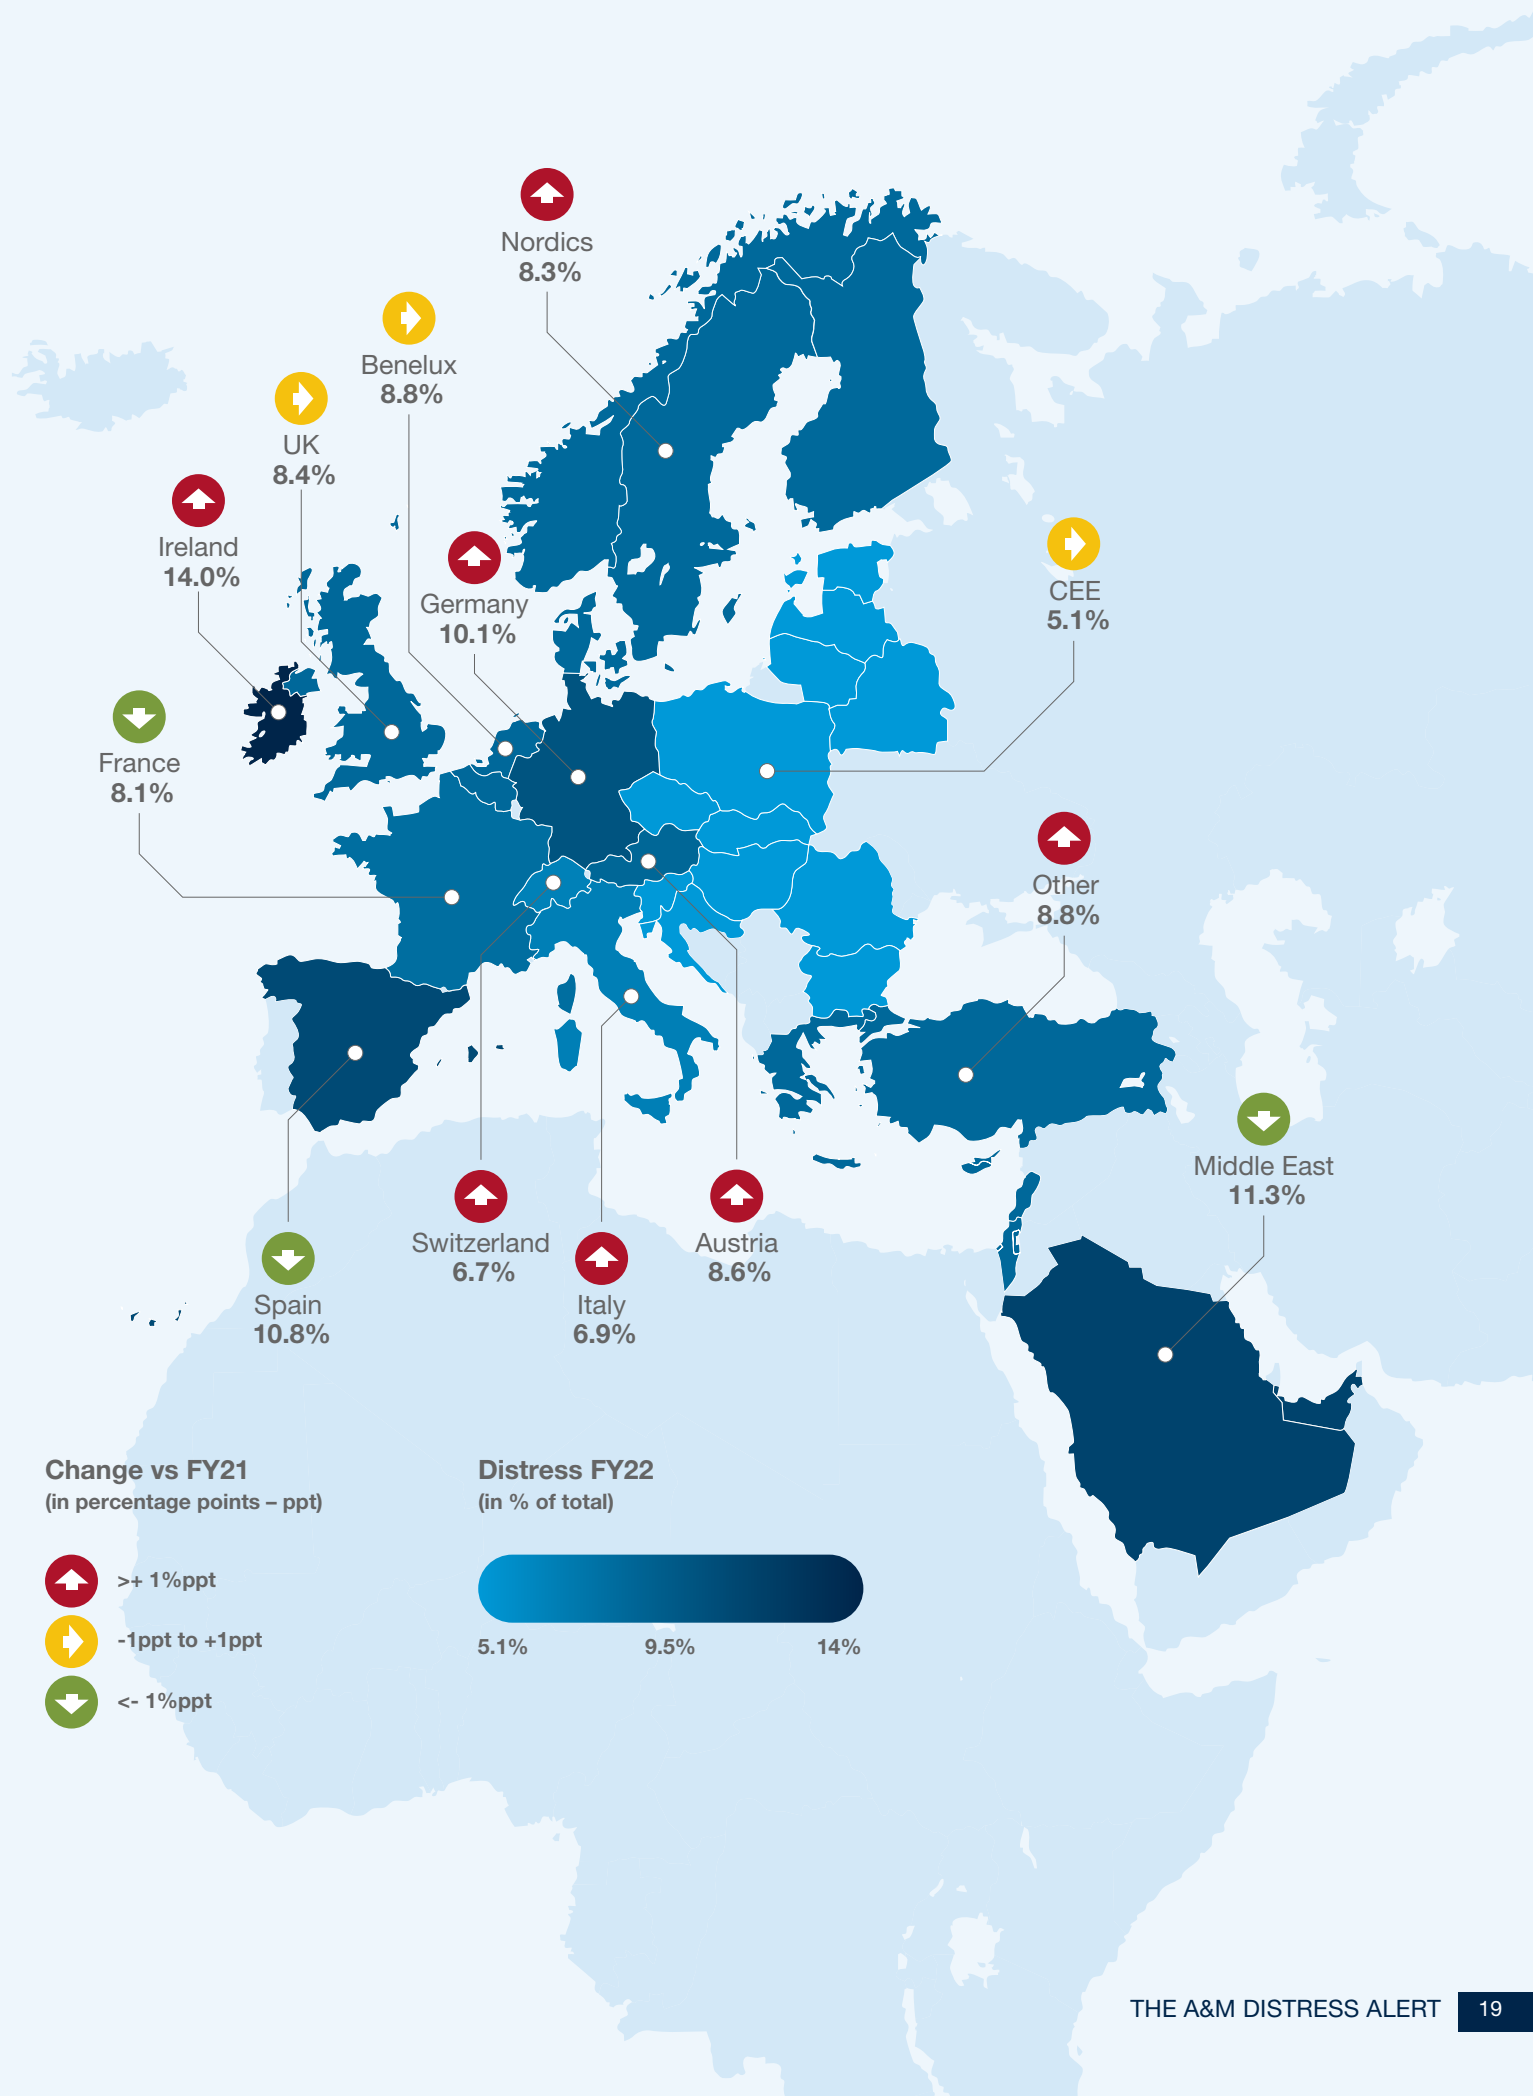 Nordics
8.3%
Benelux
8.8%
UK
8.4%
Ireland
14.0%
Germany
10.1%
CEE
5.1%
France
8.1%
Other
8.8%
Middle East
11.3%
Switzerland
6.7%
Austria
8.6%
Spain
10.8%
Italy
6.9%
Change vs FY21
(in percentage points – ppt)
>+ 1%ppt
-1ppt to +1ppt
<- 1%ppt
Distress FY22
(in % of total)
5.1% 9.5% 14%
THE A&M DISTRESS ALERT 19